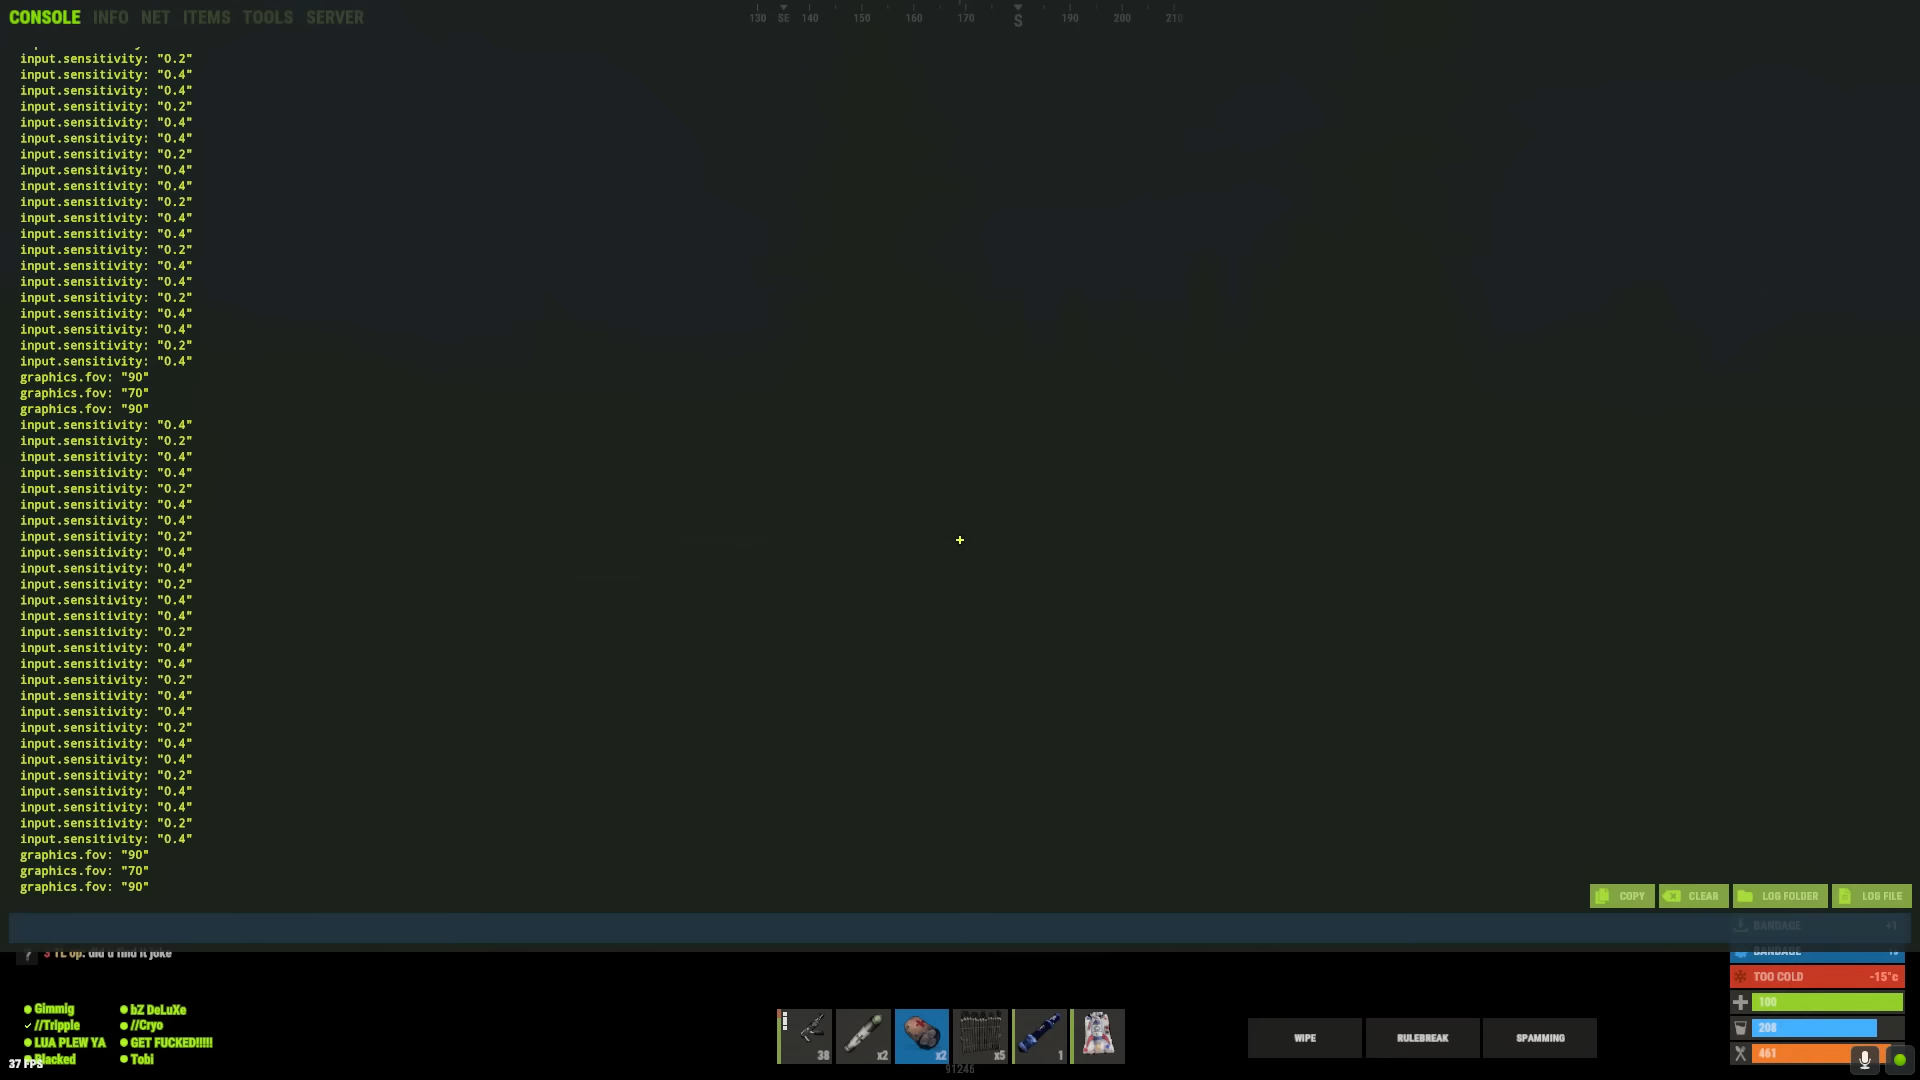 CONSOLE INFO NET ITEMS TOOLS SERVER
130 SE 140 150 160 170 S 190 200 210
input.sensitivity: "0.2"
input.sensitivity: "0.4"
input.sensitivity: "0.4"
input.sensitivity: "0.2"
input.sensitivity: "0.4"
input.sensitivity: "0.4"
input.sensitivity: "0.2"
input.sensitivity: "0.4"
input.sensitivity: "0.4"
input.sensitivity: "0.2"
input.sensitivity: "0.4"
input.sensitivity: "0.4"
input.sensitivity: "0.2"
input.sensitivity: "0.4"
input.sensitivity: "0.4"
input.sensitivity: "0.2"
input.sensitivity: "0.4"
input.sensitivity: "0.4"
input.sensitivity: "0.2"
input.sensitivity: "0.4"
graphics.fov: "90"
graphics.fov: "70"
graphics.fov: "90"
input.sensitivity: "0.4"
input.sensitivity: "0.2"
input.sensitivity: "0.4"
input.sensitivity: "0.4"
input.sensitivity: "0.2"
input.sensitivity: "0.4"
input.sensitivity: "0.4"
input.sensitivity: "0.2"
input.sensitivity: "0.4"
input.sensitivity: "0.4"
input.sensitivity: "0.2"
input.sensitivity: "0.4"
input.sensitivity: "0.4"
input.sensitivity: "0.2"
input.sensitivity: "0.4"
input.sensitivity: "0.4"
input.sensitivity: "0.2"
input.sensitivity: "0.4"
input.sensitivity: "0.4"
input.sensitivity: "0.2"
input.sensitivity: "0.4"
input.sensitivity: "0.4"
input.sensitivity: "0.2"
input.sensitivity: "0.4"
input.sensitivity: "0.4"
input.sensitivity: "0.2"
input.sensitivity: "0.4"
graphics.fov: "90"
graphics.fov: "70"
graphics.fov: "90"
COPY CLEAR LOG FOLDER LOG FILE
BANDAGE +1
BANDAGE
did u find it joke
TOO COLD -15°c
100
208
461
Gimmig bZ DeLuXe
//Tripple //Cryo
LUA PLEW YA GET FUCKED!!!!!
Blacked Tobi
37 FPS
38 x2 x2 x5 1
91246
WIPE RULEBREAK SPAMMING